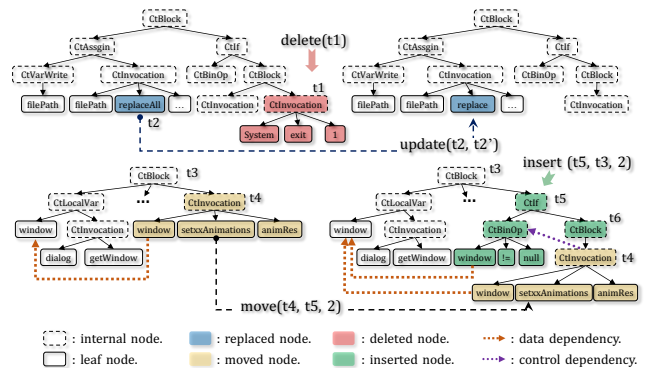 CtBlock
CtBlock
CtAssgin
CtIf
delete(t1)
CtAssgin
CtIf
CtVarWrite
CtInvocation
CtBinOp
CtBlock
CtVarWrite
CtInvocation
CtBinOp
CtBlock
t1
filePath
filePath
replaceAll
...
CtInvocation
CtInvocation
filePath
filePath
replace
...
CtInvocation
t2
System
exit
1
update(t2, t2')
insert (t5, t3, 2)
CtBlock
t3
CtBlock
t3
CtLocalVar
...
CtInvocation
t4
CtLocalVar
...
CtIf
t5
window
CtInvocation
window
setxxAnimations
animRes
window
CtInvocation
CtBinOp
CtBlock
t6
dialog
getWindow
dialog
getWindow
window
!=
null
CtInvocation
t4
window
setxxAnimations
animRes
move(t4, t5, 2)
: internal node.
: replaced node.
: deleted node.
: data dependency.
: leaf node.
: moved node.
: inserted node.
: control dependency.